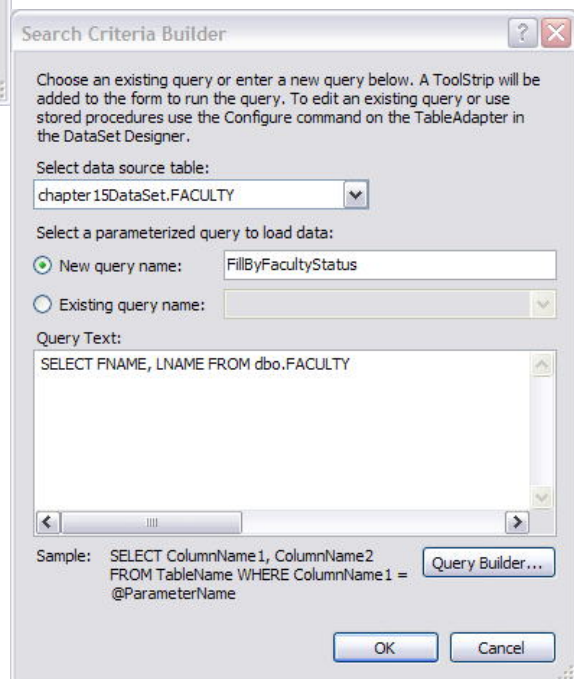 Search Criteria Builder
Choose an existing query or enter a new query below. A ToolStrip will be
added to the form to run the query. To edit an existing query or use
stored procedures use the Configure command on the TableAdapter in
the DataSet Designer.
Select data source table:
chapter15DataSet.FACULTY
Select a parameterized query to load data:
New query name: FillByFacultyStatus
Existing query name:
Query Text:
SELECT FNAME, LNAME FROM dbo.FACULTY
Sample: SELECT ColumnName1, ColumnName2
FROM TableName WHERE ColumnName1 =
@ParameterName
Query Builder...
OK Cancel